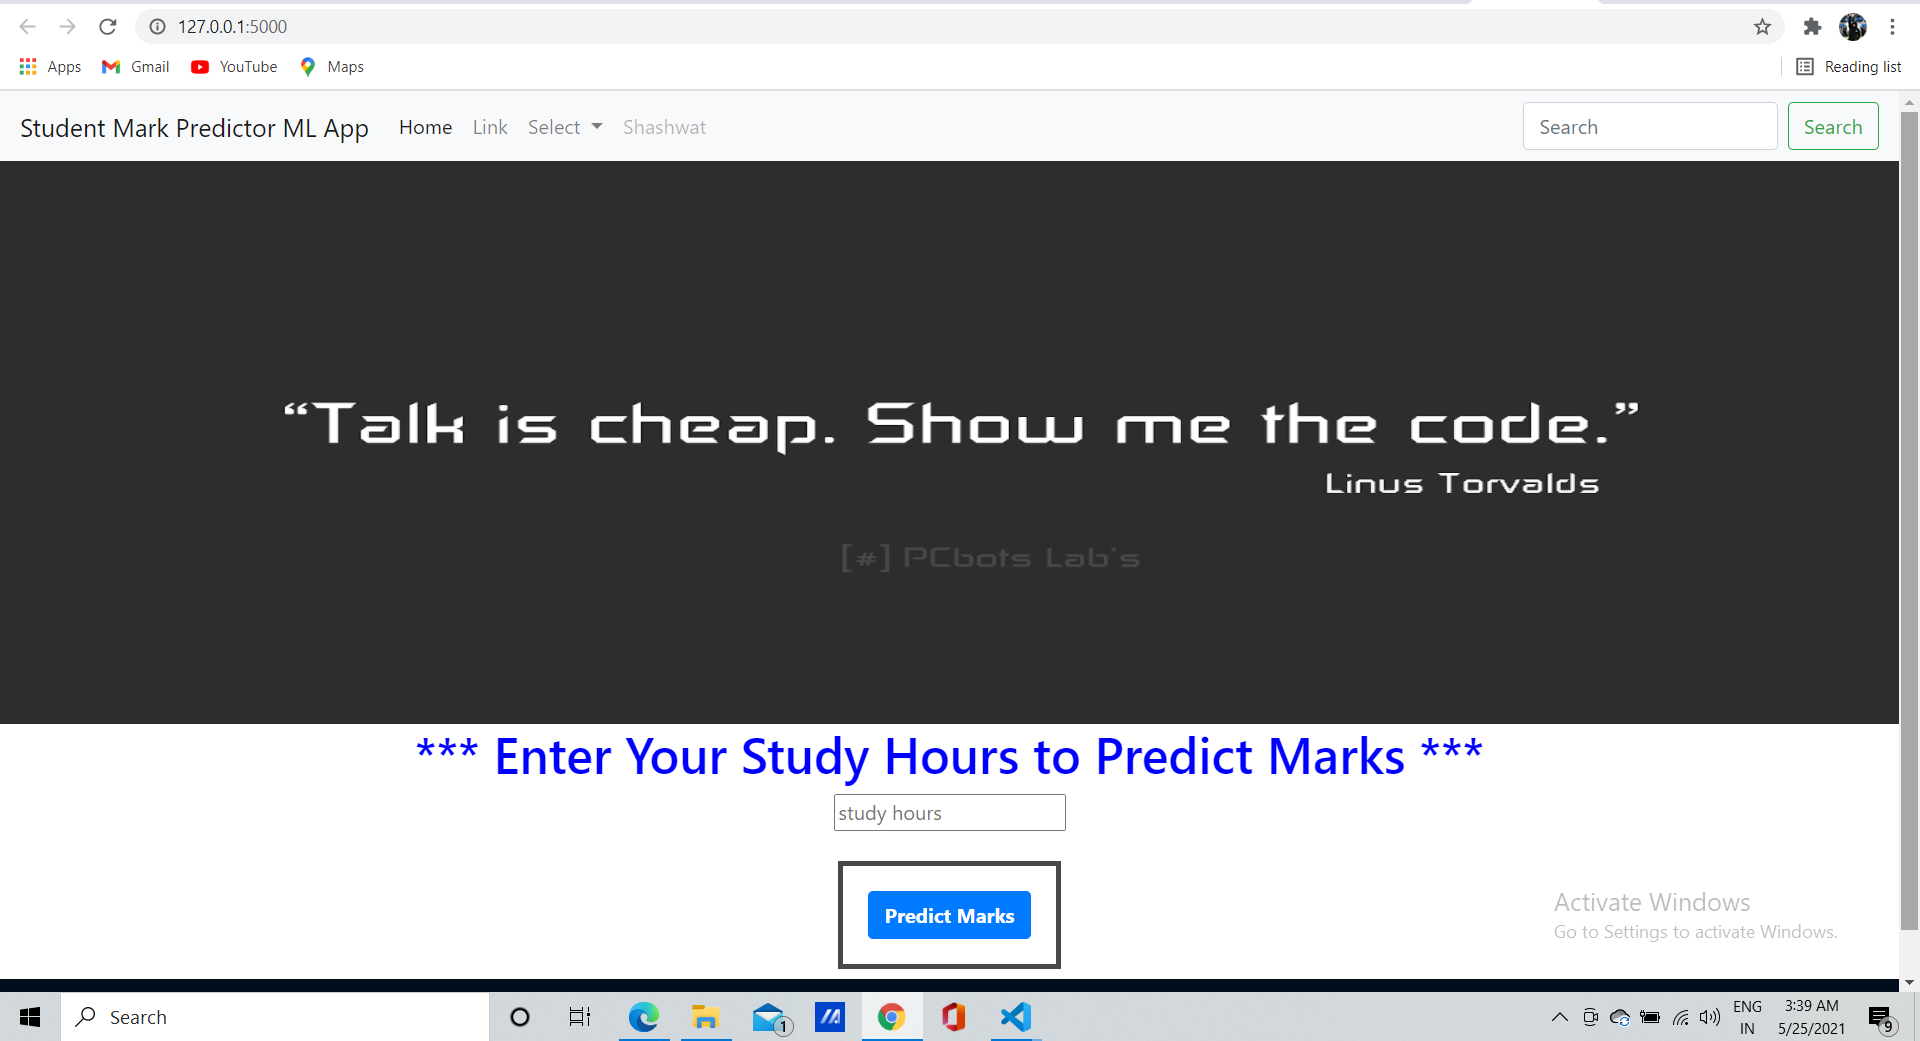 127.0.0.1:5000
Apps Gmail YouTube Maps Reading list
Student Mark Predictor ML App Home Link Select Shashwat Search Search
“Talk is cheap. Show me the code.”
Linus Torvalds
[#] PCbots Lab's
*** Enter Your Study Hours to Predict Marks ***
study hours
Predict Marks
Activate Windows
Go to Settings to activate Windows.
Search 1 ENG 3:39 AM
IN 5/25/2021 9